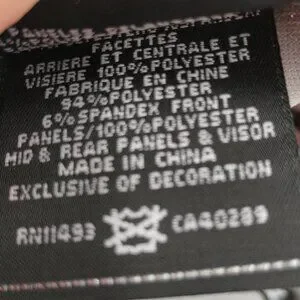 FACETTES
ARRIERE ET CENTRALE ET
VISIERE 100% POLYESTER
FABRIQUE EN CHINE
94% POLYESTER
6% SPANDEX FRONT
PANELS/100% POLYESTER
MID & REAR PANELS & VISOR
MADE IN CHINA
EXCLUSIVE OF DECORATION
RN11493 CA40289